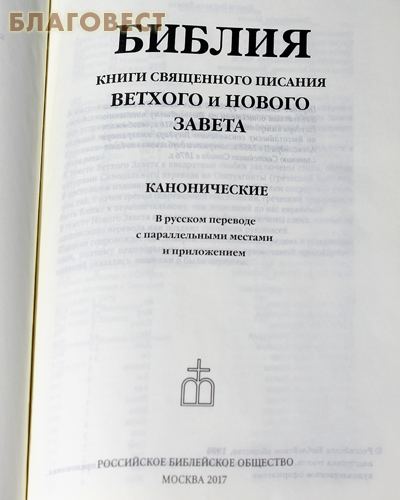 БЛАГОВЕСТ
БИБЛИЯ
КНИГИ СВЯЩЕННОГО ПИСАНИЯ
ВЕТХОГО и НОВОГО
ЗАВЕТА
КАНОНИЧЕСКИЕ
В русском переводе
с параллельными местами
и приложением
РОССИЙСКОЕ БИБЛЕЙСКОЕ ОБЩЕСТВО
МОСКВА 2017